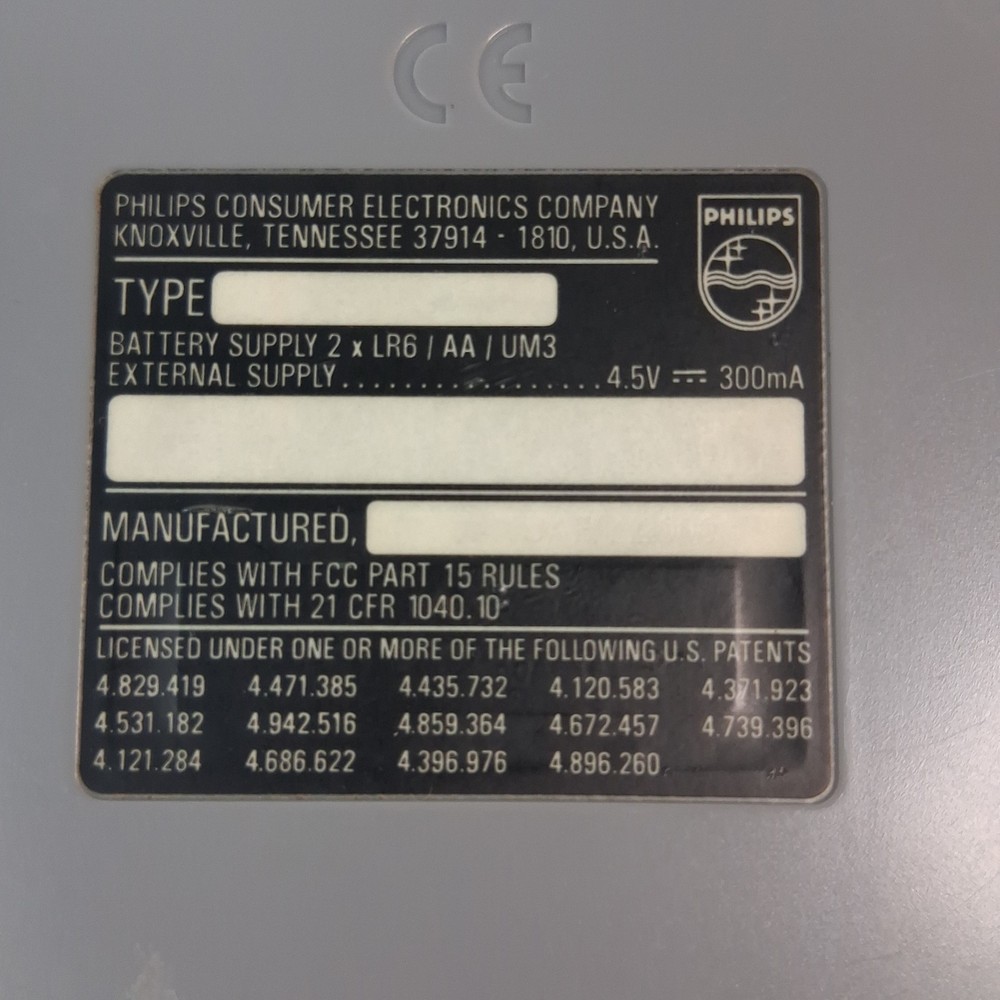 CE
PHILIPS CONSUMER ELECTRONICS COMPANY
KNOXVILLE, TENNESSEE 37914 - 1810, U.S.A.
PHILIPS
TYPE
BATTERY SUPPLY 2 x LR6 / AA / UM3
EXTERNAL SUPPLY.................4.5V ⎓ 300mA
MANUFACTURED,
COMPLIES WITH FCC PART 15 RULES
COMPLIES WITH 21 CFR 1040.10
LICENSED UNDER ONE OR MORE OF THE FOLLOWING U.S. PATENTS
4.829.419 4.471.385 4.435.732 4.120.583 4.371.923
4.531.182 4.942.516 4.859.364 4.672.457 4.739.396
4.121.284 4.686.622 4.396.976 4.896.260